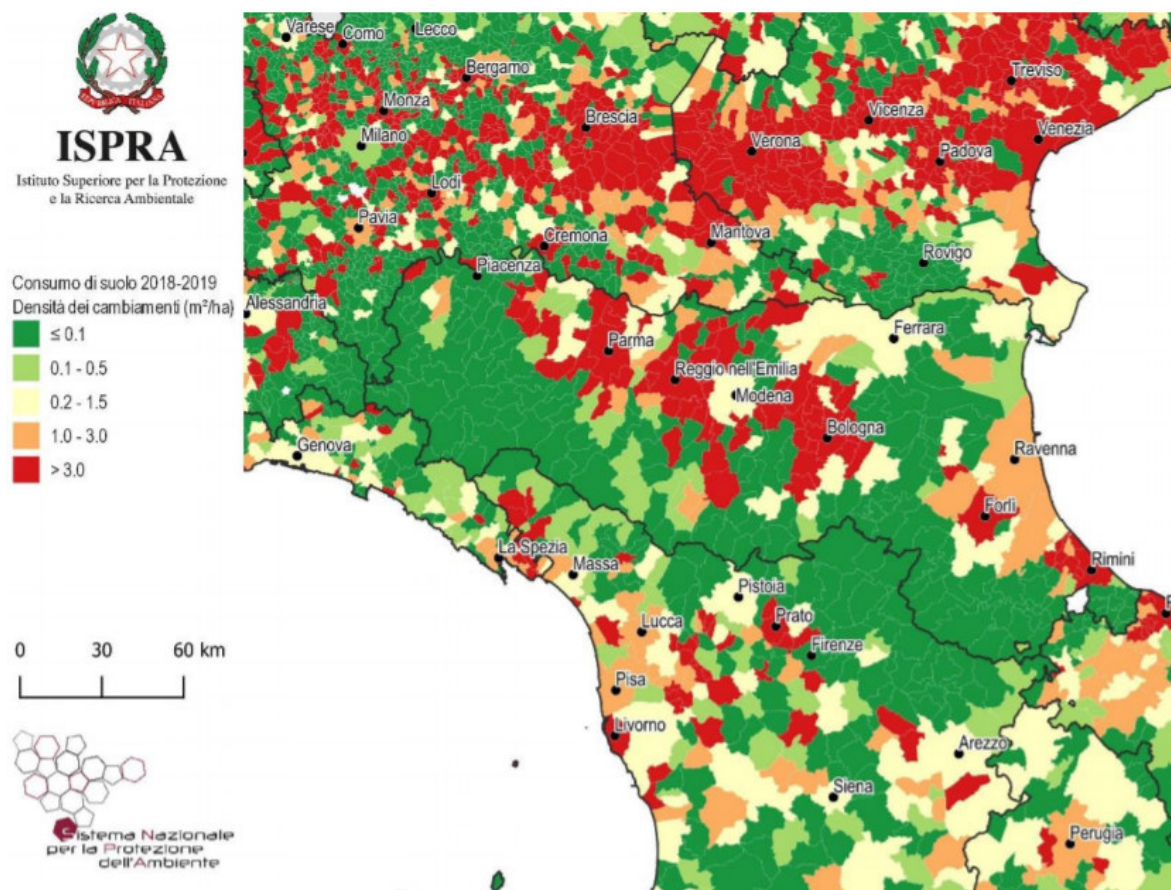 REPVBBLICA ITALIANA
ISPRA
Istituto Superiore per la Protezione
e la Ricerca Ambientale
Consumo di suolo 2018-2019
Densità dei cambiamenti (m²/ha)
≤ 0.1
0.1 - 0.5
0.2 - 1.5
1.0 - 3.0
> 3.0
0 30 60 km
Sistema Nazionale
per la Protezione
dell'Ambiente
Varese
Como
Lecco
Bergamo
Monza
Milano
Brescia
Lodi
Pavia
Cremona
Piacenza
Alessandria
Treviso
Vicenza
Venezia
Verona
Padova
Mantova
Rovigo
Ferrara
Parma
Reggio nell'Emilia
Modena
Bologna
Genova
Ravenna
Forlì
La Spezia
Massa
Rimini
Pistoia
Lucca
Prato
Firenze
Pisa
Livorno
Arezzo
Siena
Perugia